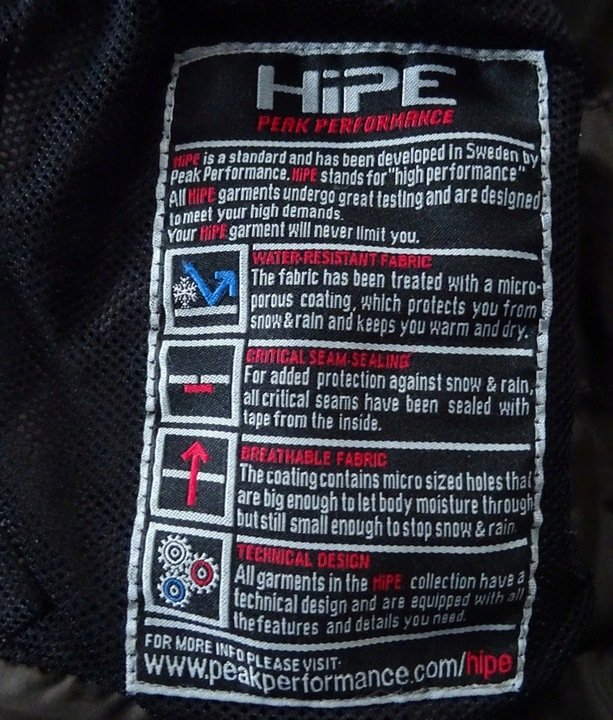 HiPE
PEAK PERFORMANCE
HiPE is a standard and has been developed in Sweden by
Peak Performance. HiPE stands for "high performance"
All HiPE garments undergo great testing and are designed
to meet your high demands.
Your HiPE garment will never limit you.
WATER-RESISTANT FABRIC
The fabric has been treated with a micro-
porous coating, which protects you from
snow & rain and keeps you warm and dry.
CRITICAL SEAM-SEALING
For added protection against snow & rain,
all critical seams have been sealed with
tape from the inside.
BREATHABLE FABRIC
The coating contains micro sized holes that
are big enough to let body moisture through
but still small enough to stop snow & rain.
TECHNICAL DESIGN
All garments in the HiPE collection have a
technical design and are equipped with all
the features and details you need.
FOR MORE INFO PLEASE VISIT:
www.peakperformance.com/hipe